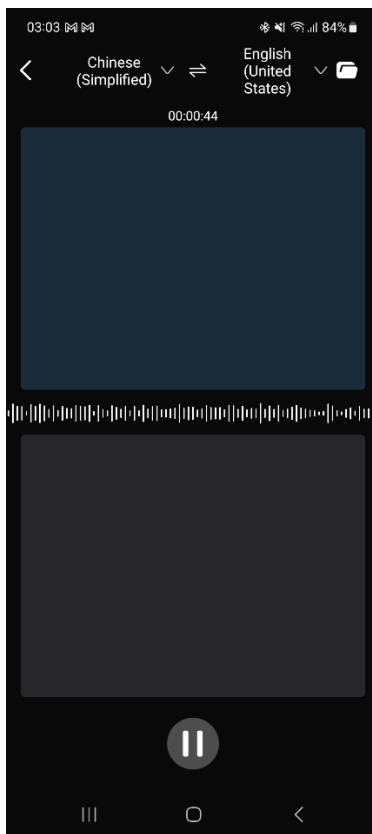 03:03 84%
Chinese
(Simplified)
English
(United
States)
00:00:44